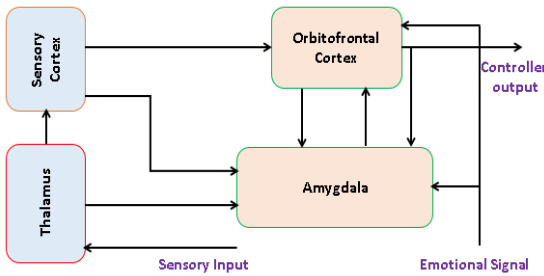 Sensory
Cortex
Orbitofrontal
Cortex
Controller
output
Thalamus
Amygdala
Sensory Input
Emotional Signal